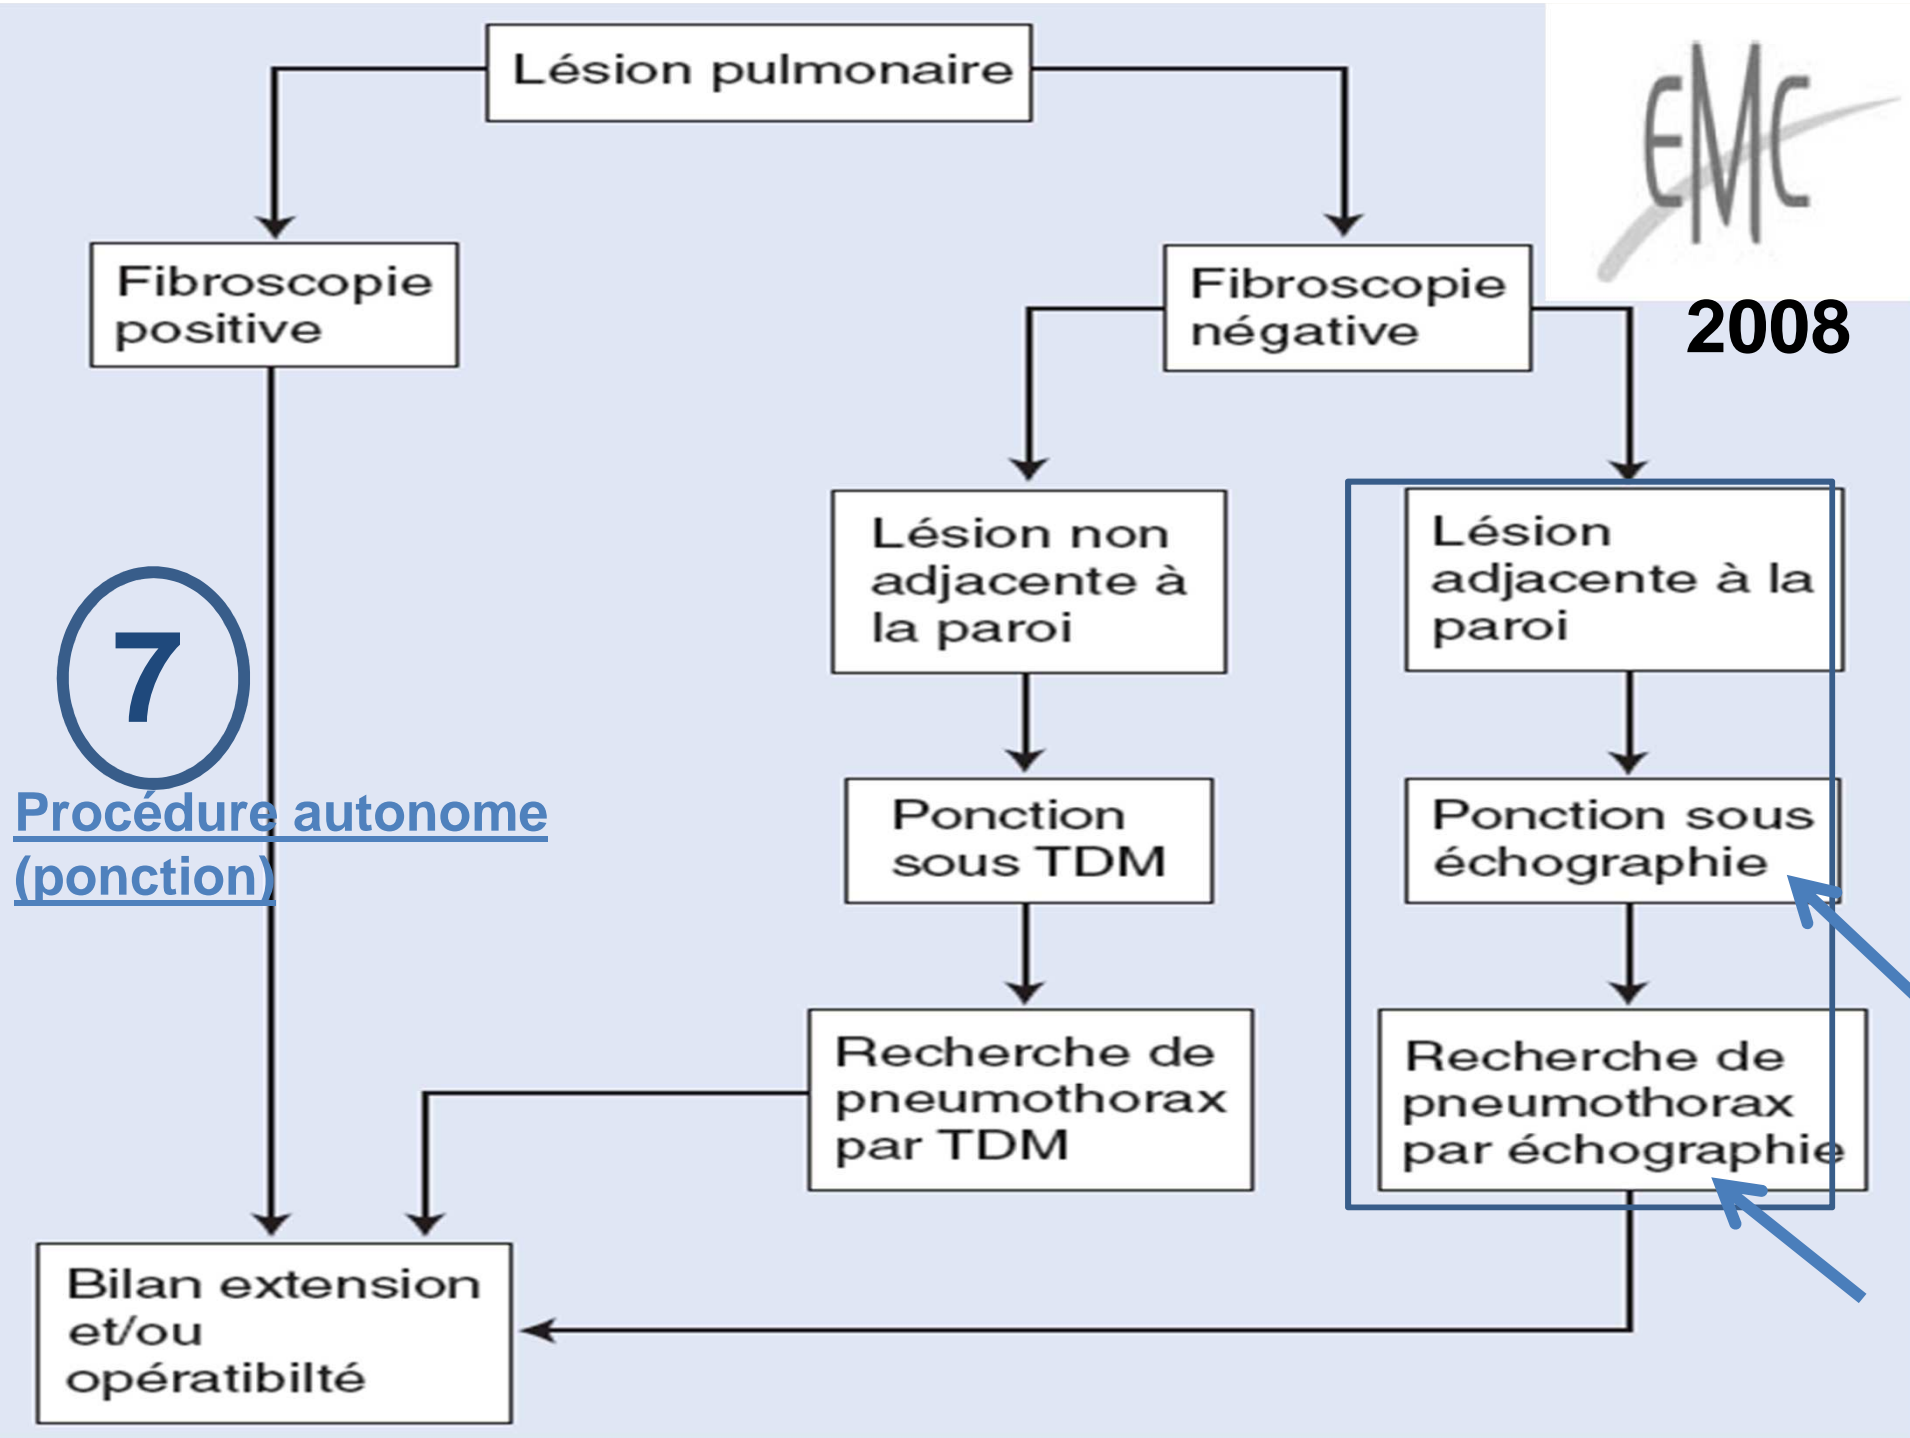 Lésion pulmonaire
EMC
2008
Fibroscopie
positive
Fibroscopie
négative
Lésion non
adjacente à
la paroi
Lésion
adjacente à la
paroi
7
Procédure autonome
(ponction)
Ponction
sous TDM
Ponction sous
échographie
Recherche de
pneumothorax
par TDM
Recherche de
pneumothorax
par échographie
Bilan extension
et/ou
opératibilté